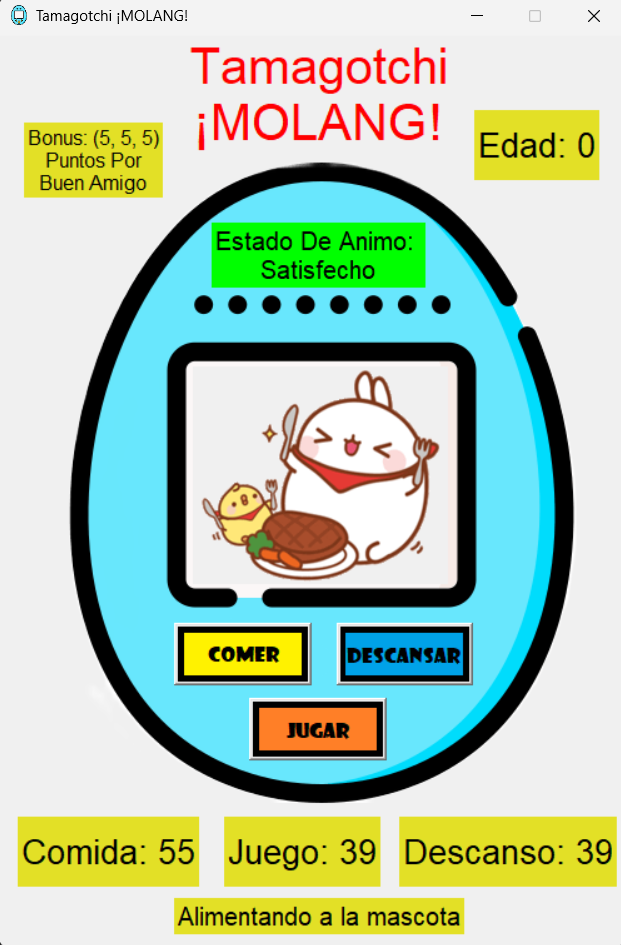 Tamagotchi ¡MOLANG!
Tamagotchi
¡MOLANG!
Bonus: (5, 5, 5)
Puntos Por
Buen Amigo
Edad: 0
Estado De Animo:
Satisfecho
COMER
DESCANSAR
JUGAR
Comida: 55
Juego: 39
Descanso: 39
Alimentando a la mascota